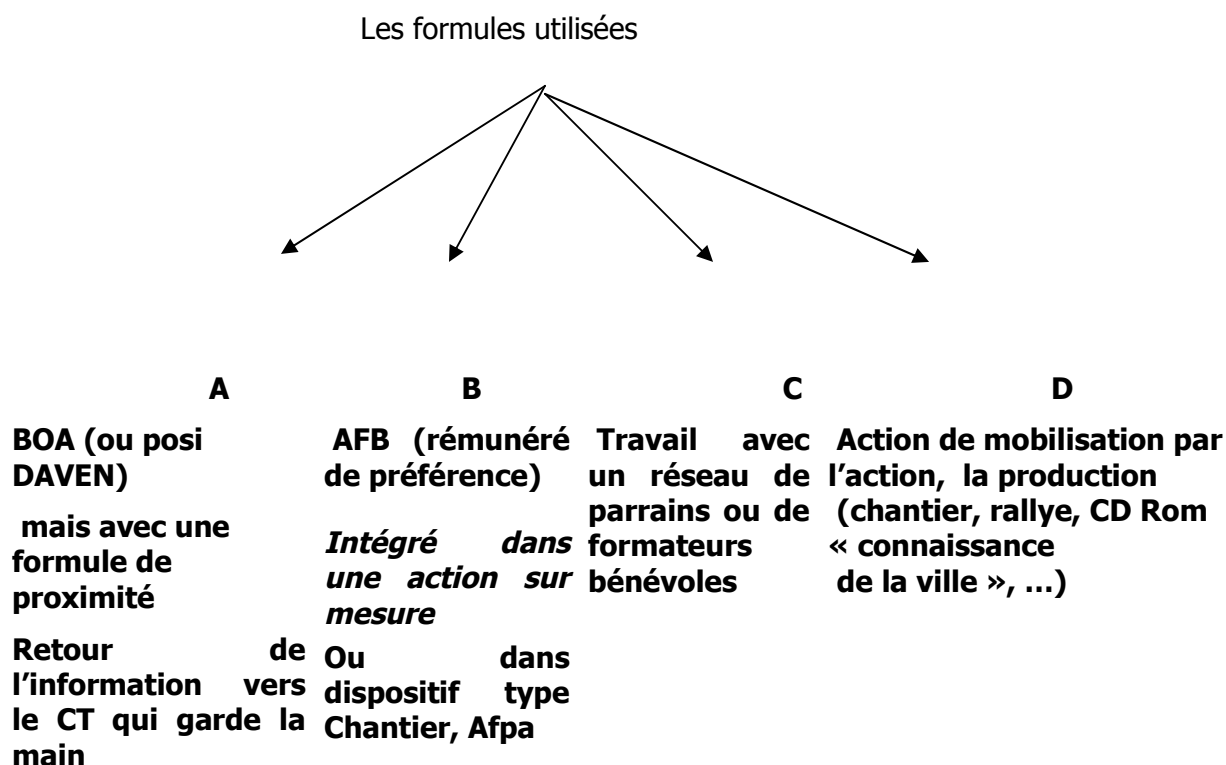 Les formules utilisées
A
B
C
D
BOA (ou posi
DAVEN)
mais avec une
formule de
proximité
Retour de
l’information vers
le CT qui garde la
main
AFB (rémunéré
de préférence)
Intégré dans
une action sur
mesure
Ou dans
dispositif type
Chantier, Afpa
Travail avec
un réseau de
parrains ou de
formateurs
bénévoles
Action de mobilisation par
l’action, la production
(chantier, rallye, CD Rom
« connaissance
de la ville », …)